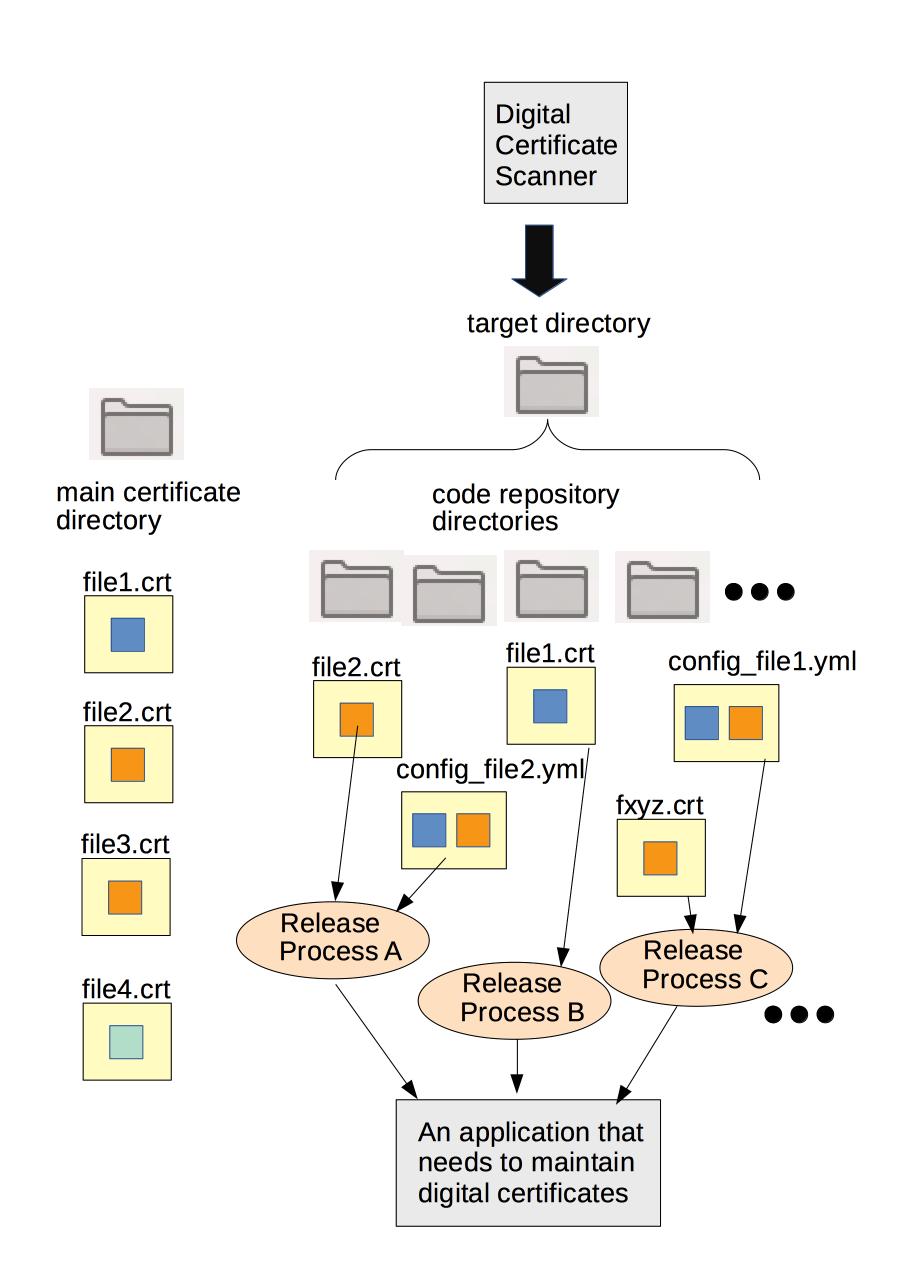 Digital
Certificate
Scanner
target directory
main certificate
directory
code repository
directories
file1.crt
file2.crt
file3.crt
file4.crt
file2.crt
file1.crt
config_file1.yml
config_file2.yml
fxyz.crt
Release
Process A
Release
Process B
Release
Process C
An application that
needs to maintain
digital certificates